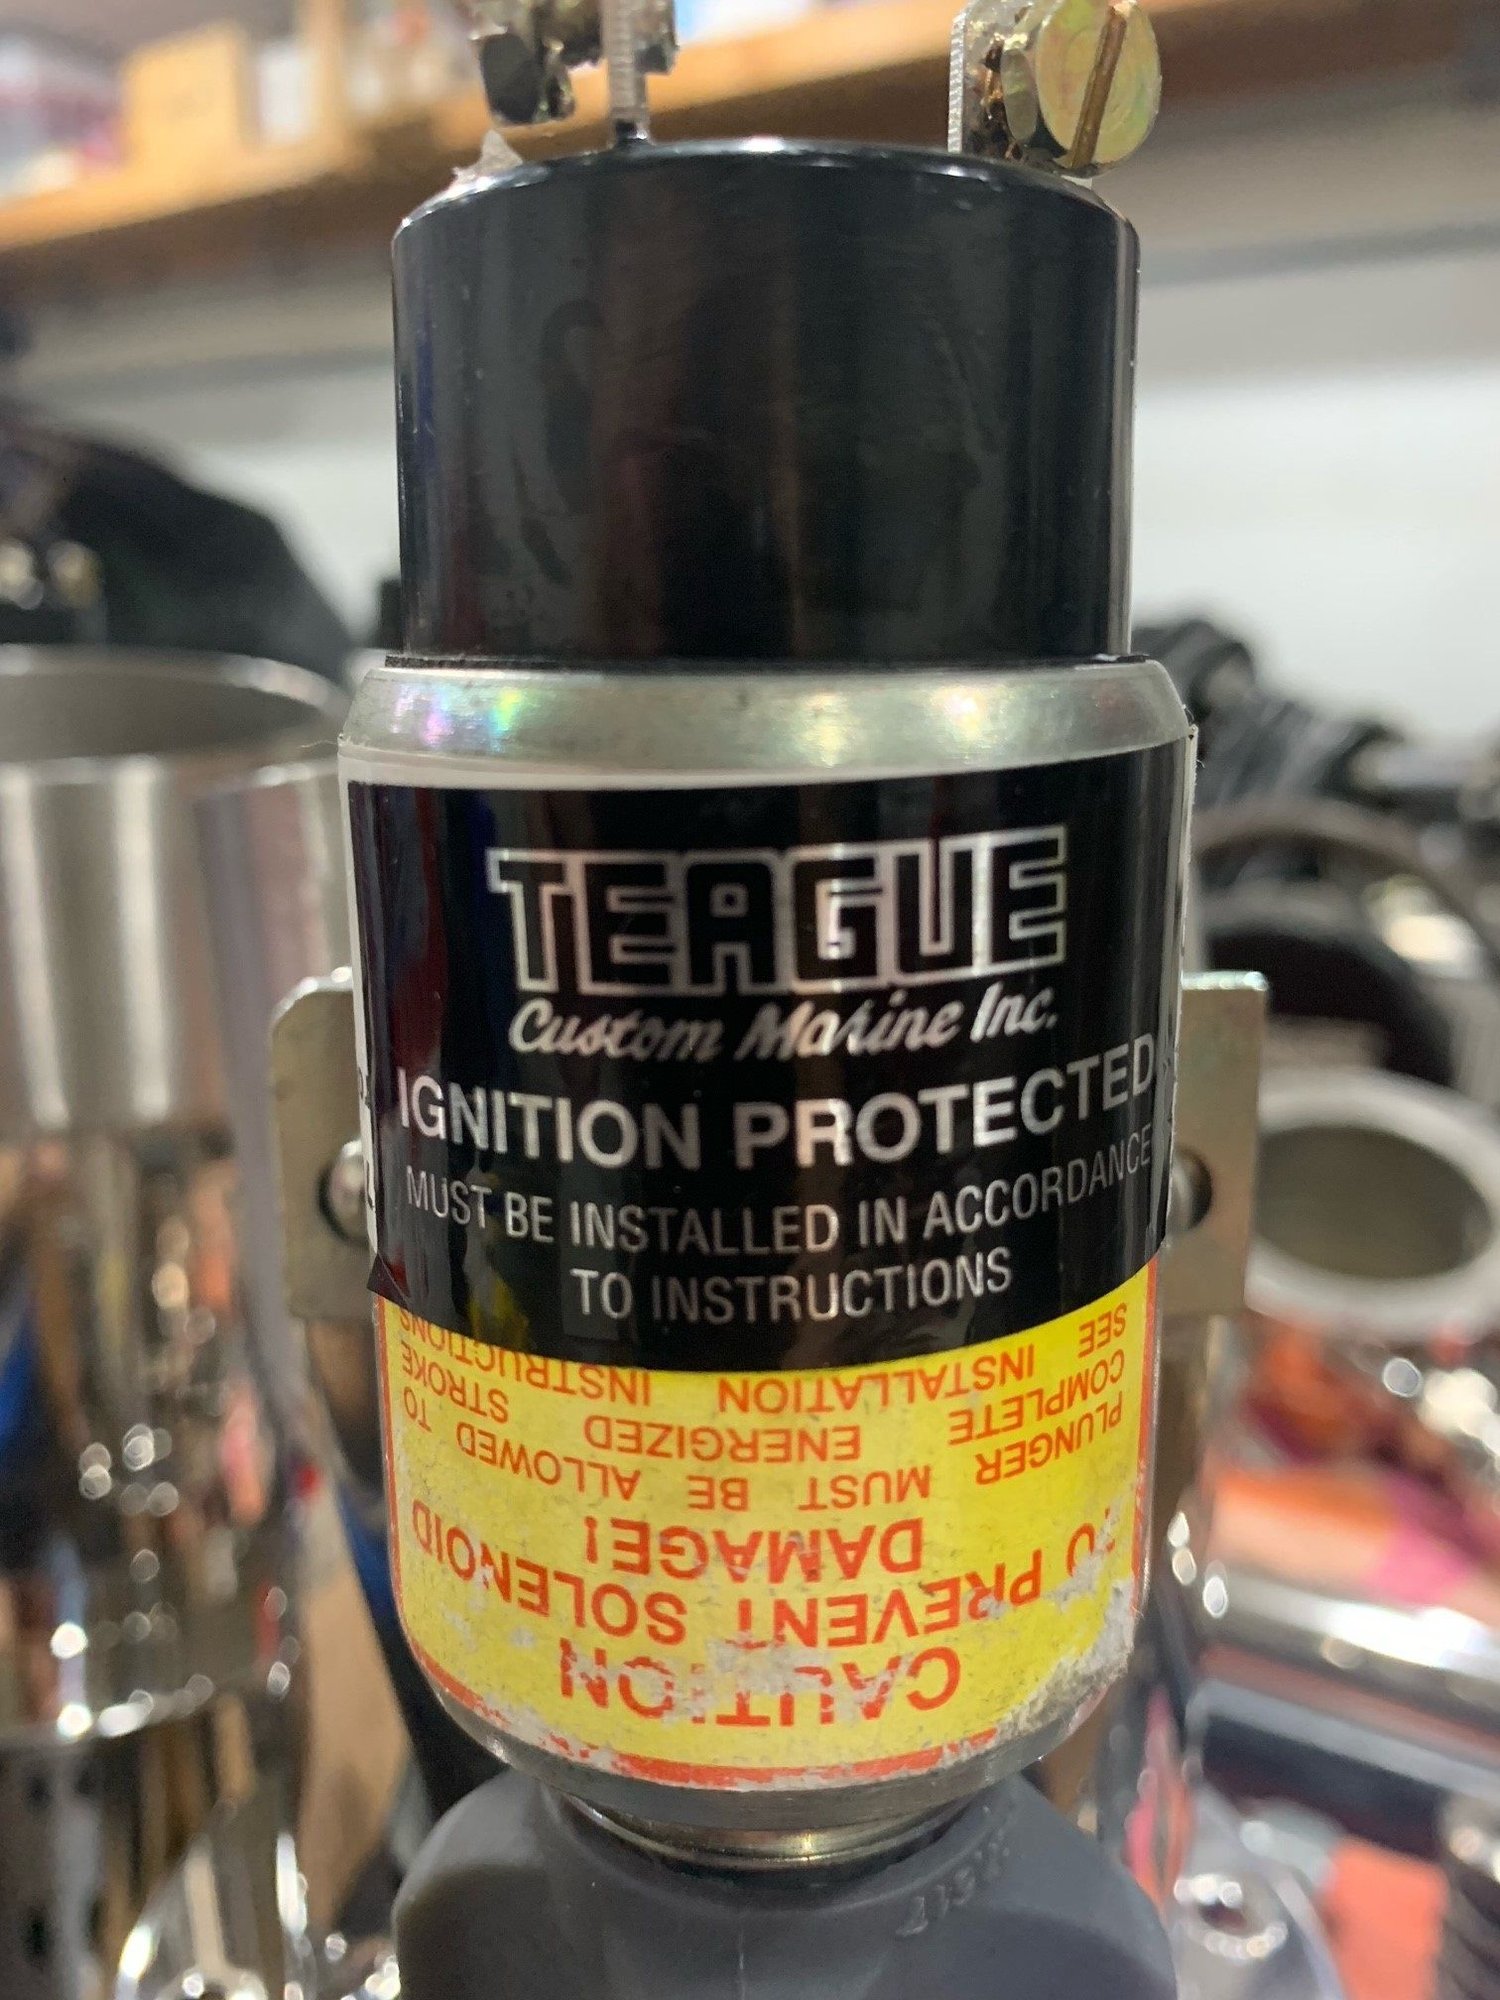 TEAGUE
Custom Marine Inc.
IGNITION PROTECTED
MUST BE INSTALLED IN ACCORDANCE
TO INSTRUCTIONS
CAUTION
TO PREVENT SOLENOID
DAMAGE!
PLUNGER MUST BE ALLOWED TO
COMPLETE ENERGIZED STROKE
SEE INSTALLATION INSTRUCTIONS